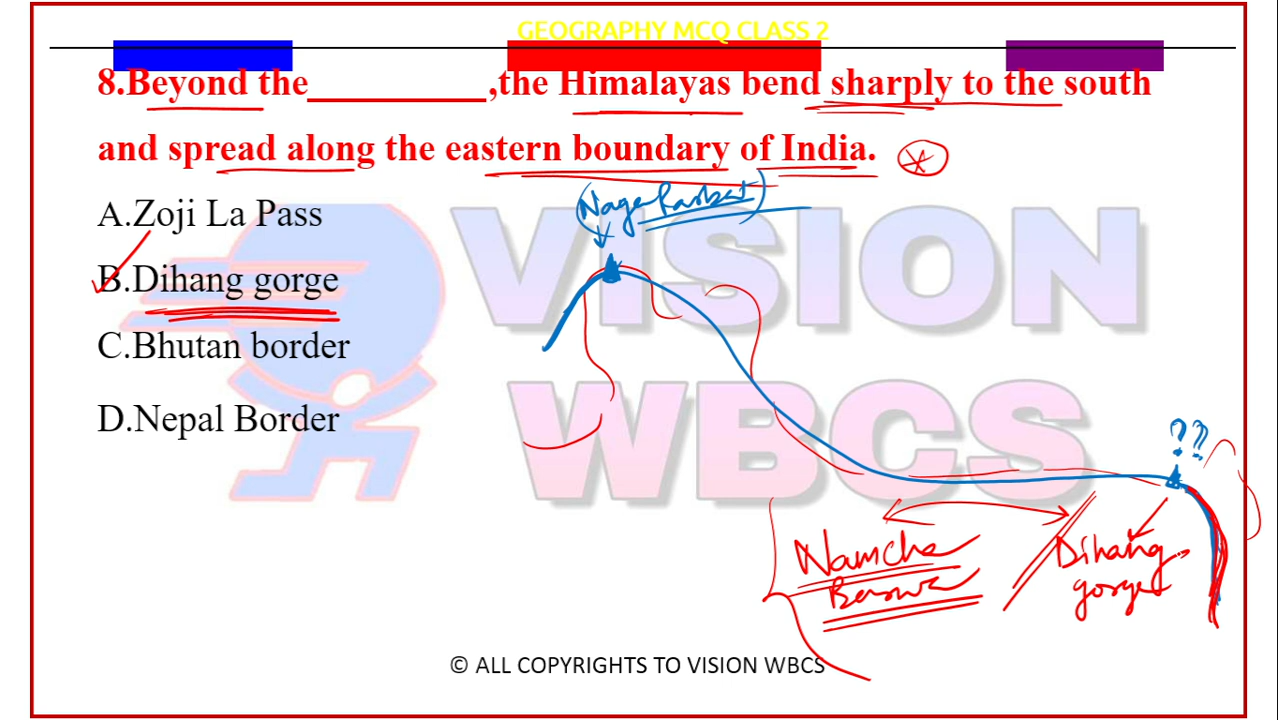 GEOGRAPHY MCQ CLASS 2
8.Beyond the__________,the Himalayas bend sharply to the south
and spread along the eastern boundary of India.
A.Zoji La Pass
B.Dihang gorge
C.Bhutan border
D.Nepal Border
(Naga Parbat)
VISION
WBCS
??
Namcha
Barwa
Dihang
gorge
© ALL COPYRIGHTS TO VISION WBCS